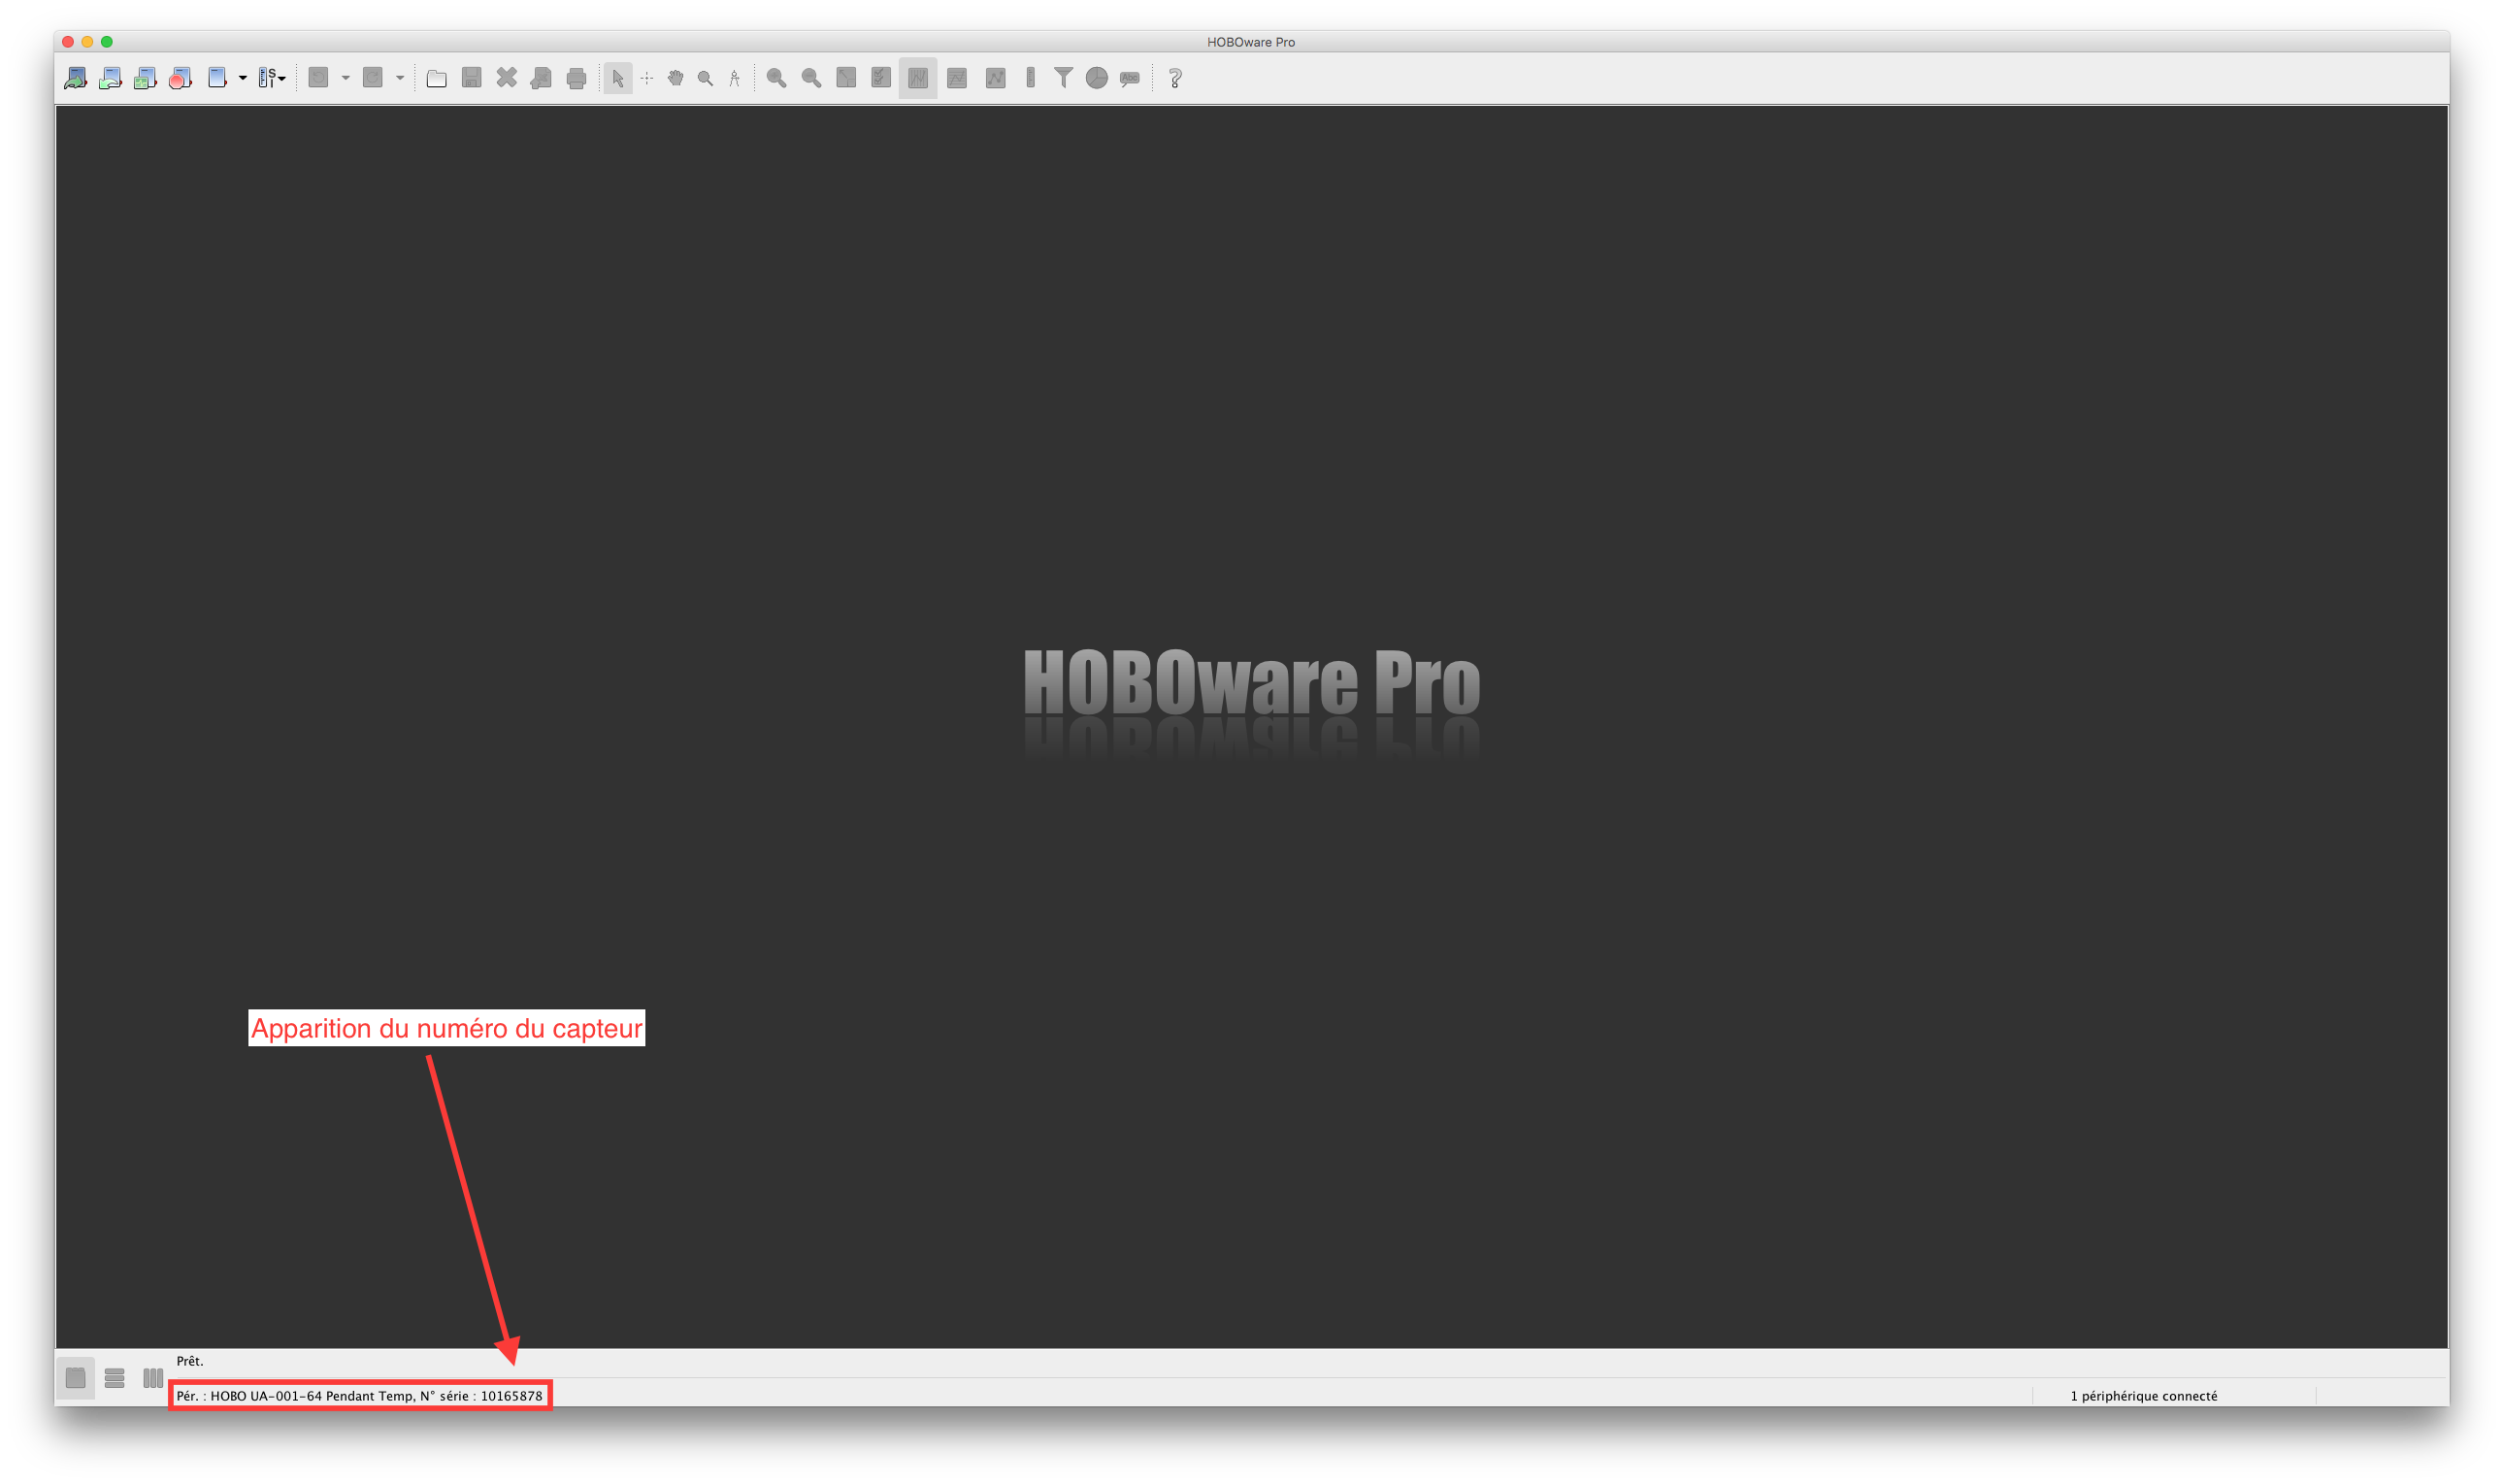 HOBOware Pro
S
Abc
?
HOBOware Pro
Apparition du numéro du capteur
Prêt.
Pér. : HOBO UA-001-64 Pendant Temp, N° série : 10165878
1 périphérique connecté